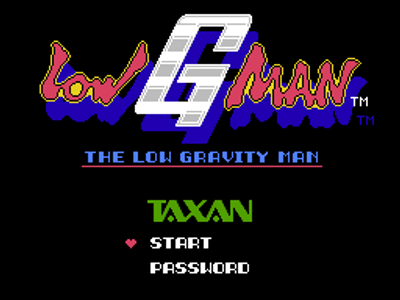 LOW G MAN TM
TM
THE LOW GRAVITY MAN
TAXAN
START
PASSWORD